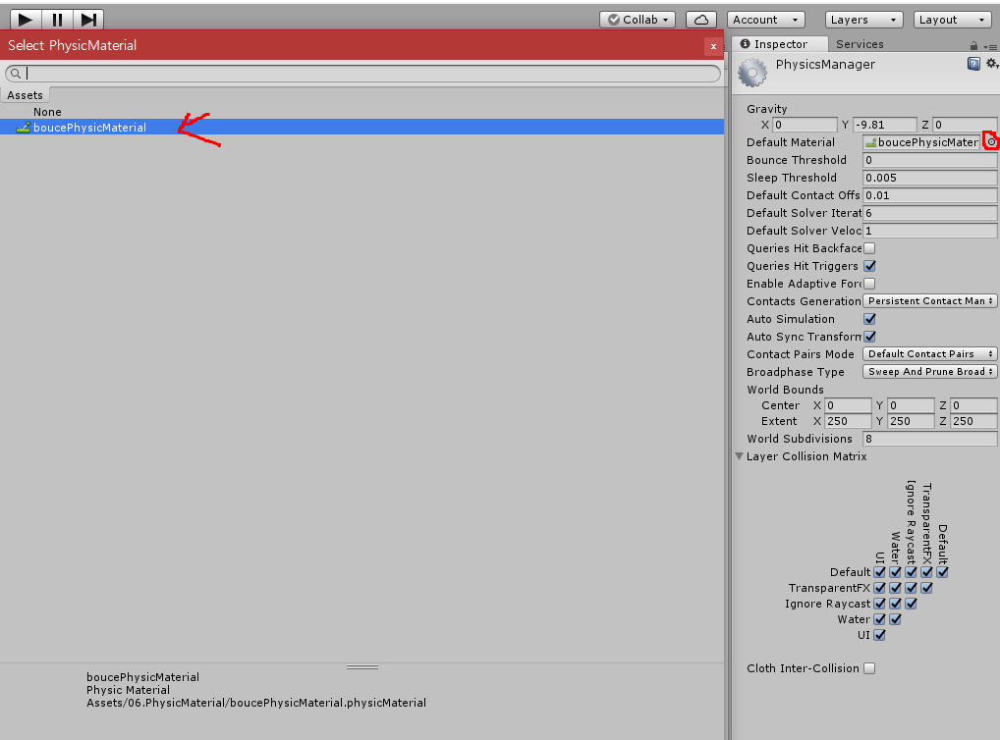 Collab
Account
Layers
Layout
Select PhysicMaterial
x
Assets
None
boucePhysicMaterial
boucePhysicMaterial
Physic Material
Assets/06.PhysicMaterial/boucePhysicMaterial.physicMaterial
Inspector
Services
PhysicsManager
Gravity
X 0 Y -9.81 Z 0
Default Material boucePhysicMater
Bounce Threshold 0
Sleep Threshold 0.005
Default Contact Offs 0.01
Default Solver Iterat 6
Default Solver Veloc 1
Queries Hit Backface
Queries Hit Triggers
Enable Adaptive Forc
Contacts Generation Persistent Contact Man
Auto Simulation
Auto Sync Transform
Contact Pairs Mode Default Contact Pairs
Broadphase Type Sweep And Prune Broad
World Bounds
Center X 0 Y 0 Z 0
Extent X 250 Y 250 Z 250
World Subdivisions 8
Layer Collision Matrix
UI
Water
Ignore Raycast
TransparentFX
Default
Default
TransparentFX
Ignore Raycast
Water
UI
Cloth Inter-Collision